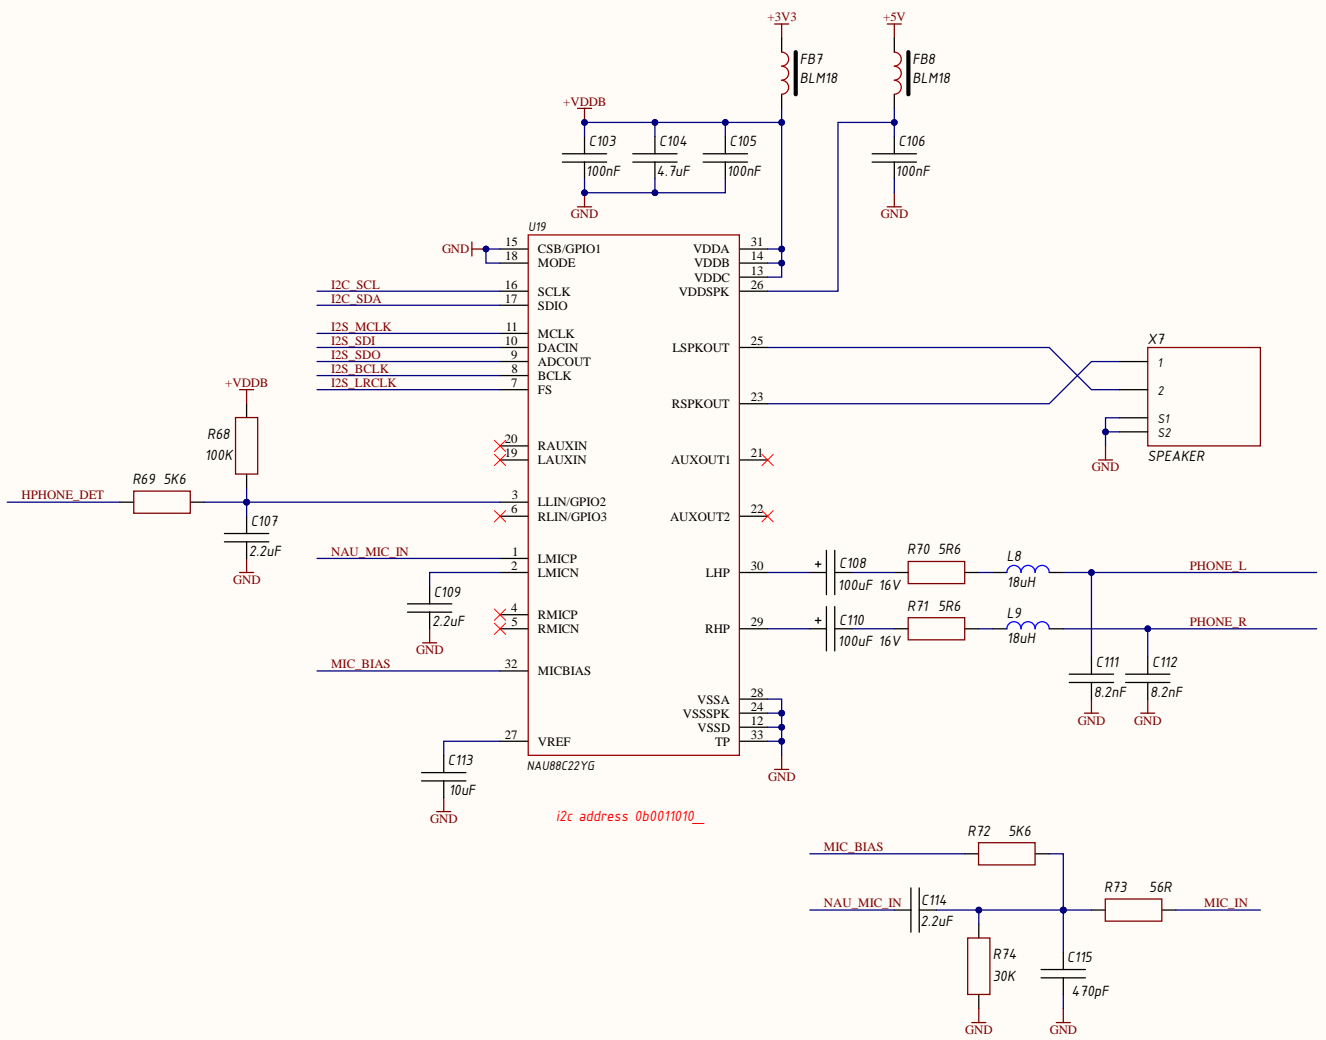 +3V3
+5V
FB7
BLM18
FB8
BLM18
+VDDB
C103
100nF
C104
4.7uF
C105
100nF
C106
100nF
GND
GND
U19
GND
15 CSB/GPIO1
18 MODE
I2C_SCL 16 SCLK
I2C_SDA 17 SDIO
I2S_MCLK 11 MCLK
I2S_SDI 10 DACIN
I2S_SDO 9 ADCOUT
I2S_BCLK 8 BCLK
I2S_LRCLK 7 FS
20 RAUXIN
19 LAUXIN
3 LLIN/GPIO2
6 RLIN/GPIO3
NAU_MIC_IN 1 LMICP
2 LMICN
4 RMICP
5 RMICN
MIC_BIAS 32 MICBIAS
27 VREF
VDDA 31
VDDB 14
VDDC 13
VDDSPK 26
LSPKOUT 25
RSPKOUT 23
AUXOUT1 21
AUXOUT2 22
LHP 30
RHP 29
VSSA 28
VSSSPK 24
VSSD 12
TP 33
NAU88C22YG
GND
+VDDB
R68
100K
HPHONE_DET
R69 5K6
C107
2.2uF
GND
C109
2.2uF
GND
C113
10uF
GND
X7
1
2
S1
S2
SPEAKER
GND
C108
100uF 16V
R70 5R6
L8
18uH
PHONE_L
C110
100uF 16V
R71 5R6
L9
18uH
PHONE_R
C111
8.2nF
GND
C112
8.2nF
GND
i2c address 0b0011010__
MIC_BIAS
R72 5K6
NAU_MIC_IN
C114
2.2uF
R73 56R
MIC_IN
R74
30K
C115
470pF
GND
GND
+
+